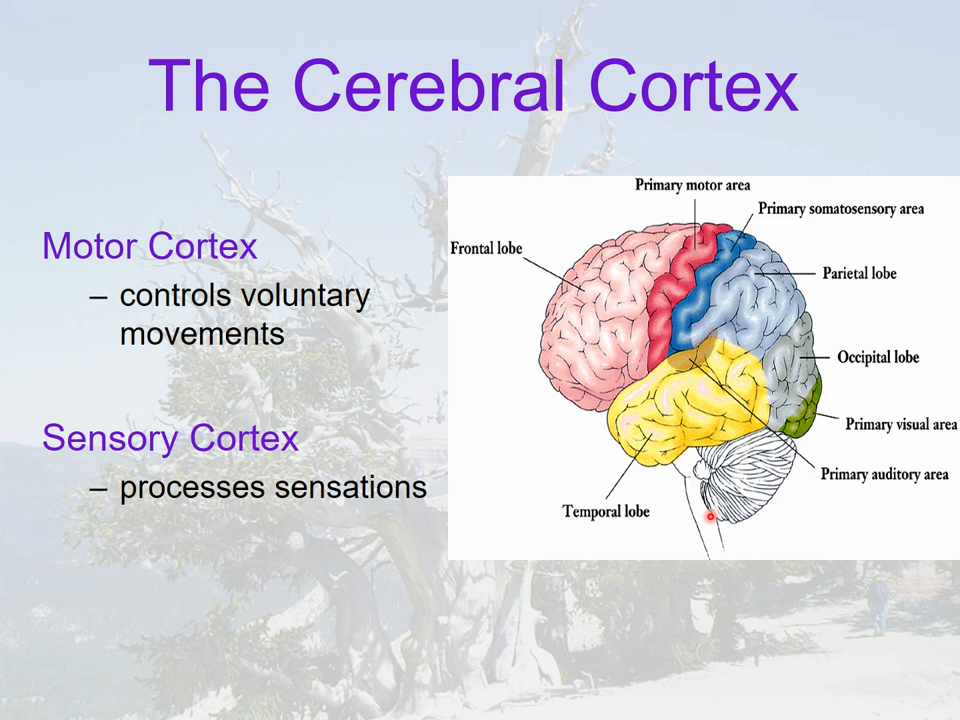 The Cerebral Cortex
Motor Cortex
– controls voluntary
movements
Sensory Cortex
– processes sensations
Primary motor area
Primary somatosensory area
Frontal lobe
Parietal lobe
Occipital lobe
Primary visual area
Primary auditory area
Temporal lobe